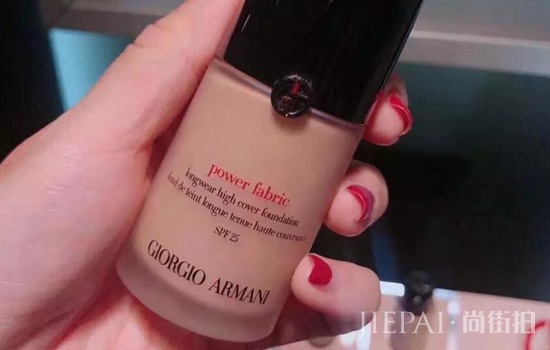 power fabric
longwear high cover foundation
fond de teint longue tenue haute couvrance
SPF 25
GIORGIO ARMANI
JIEPAI·尚街拍